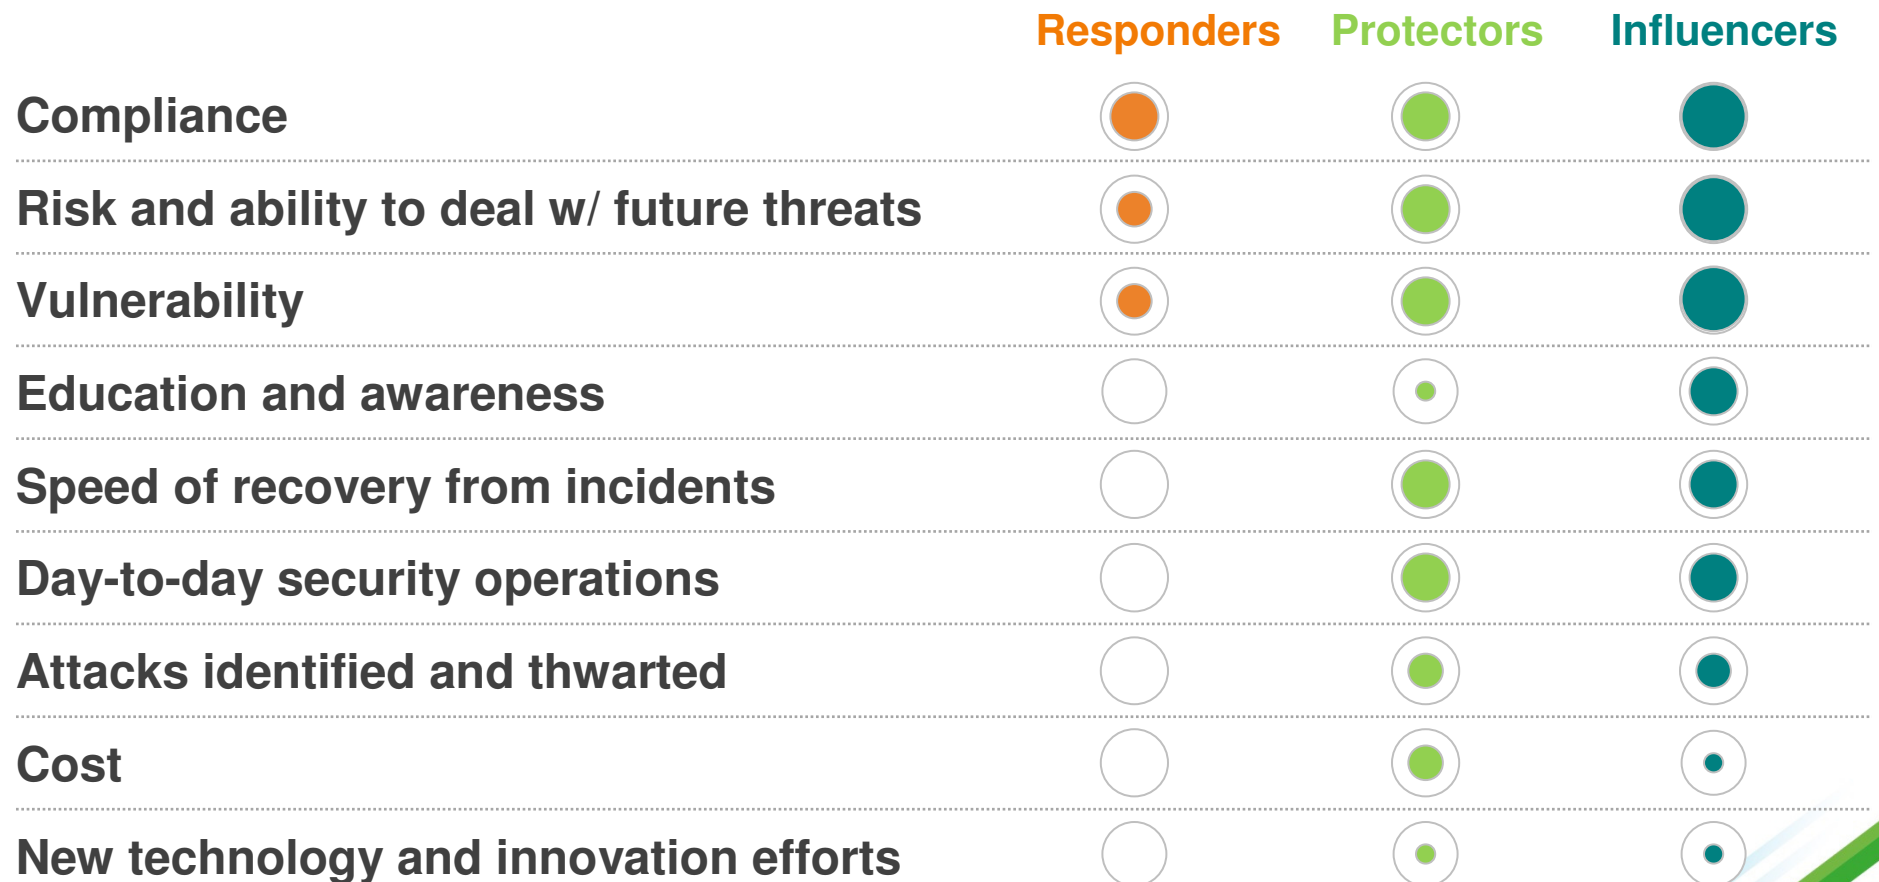 Responders Protectors Influencers
Compliance
Risk and ability to deal w/ future threats
Vulnerability
Education and awareness
Speed of recovery from incidents
Day-to-day security operations
Attacks identified and thwarted
Cost
New technology and innovation efforts